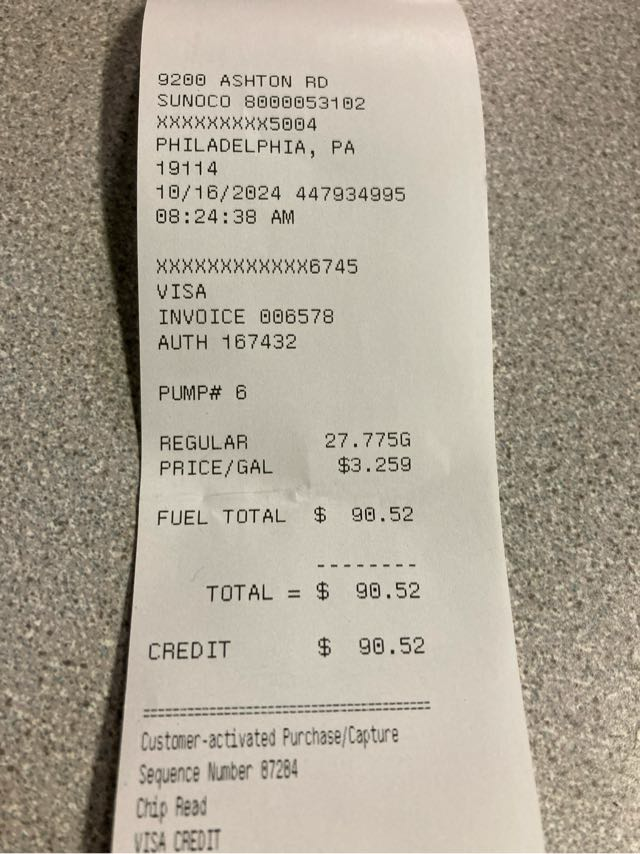 9200 ASHTON RD
SUNOCO 8000053102
XXXXXXXXX5004
PHILADELPHIA, PA
19114
10/16/2024 447934995
08:24:38 AM
XXXXXXXXXXXX6745
VISA
INVOICE 006578
AUTH 167432
PUMP# 6
REGULAR 27.775G
PRICE/GAL $3.259
FUEL TOTAL $ 90.52
--------
TOTAL = $ 90.52
CREDIT $ 90.52
======================================
Customer-activated Purchase/Capture
Sequence Number 87284
Chip Read
VISA CREDIT